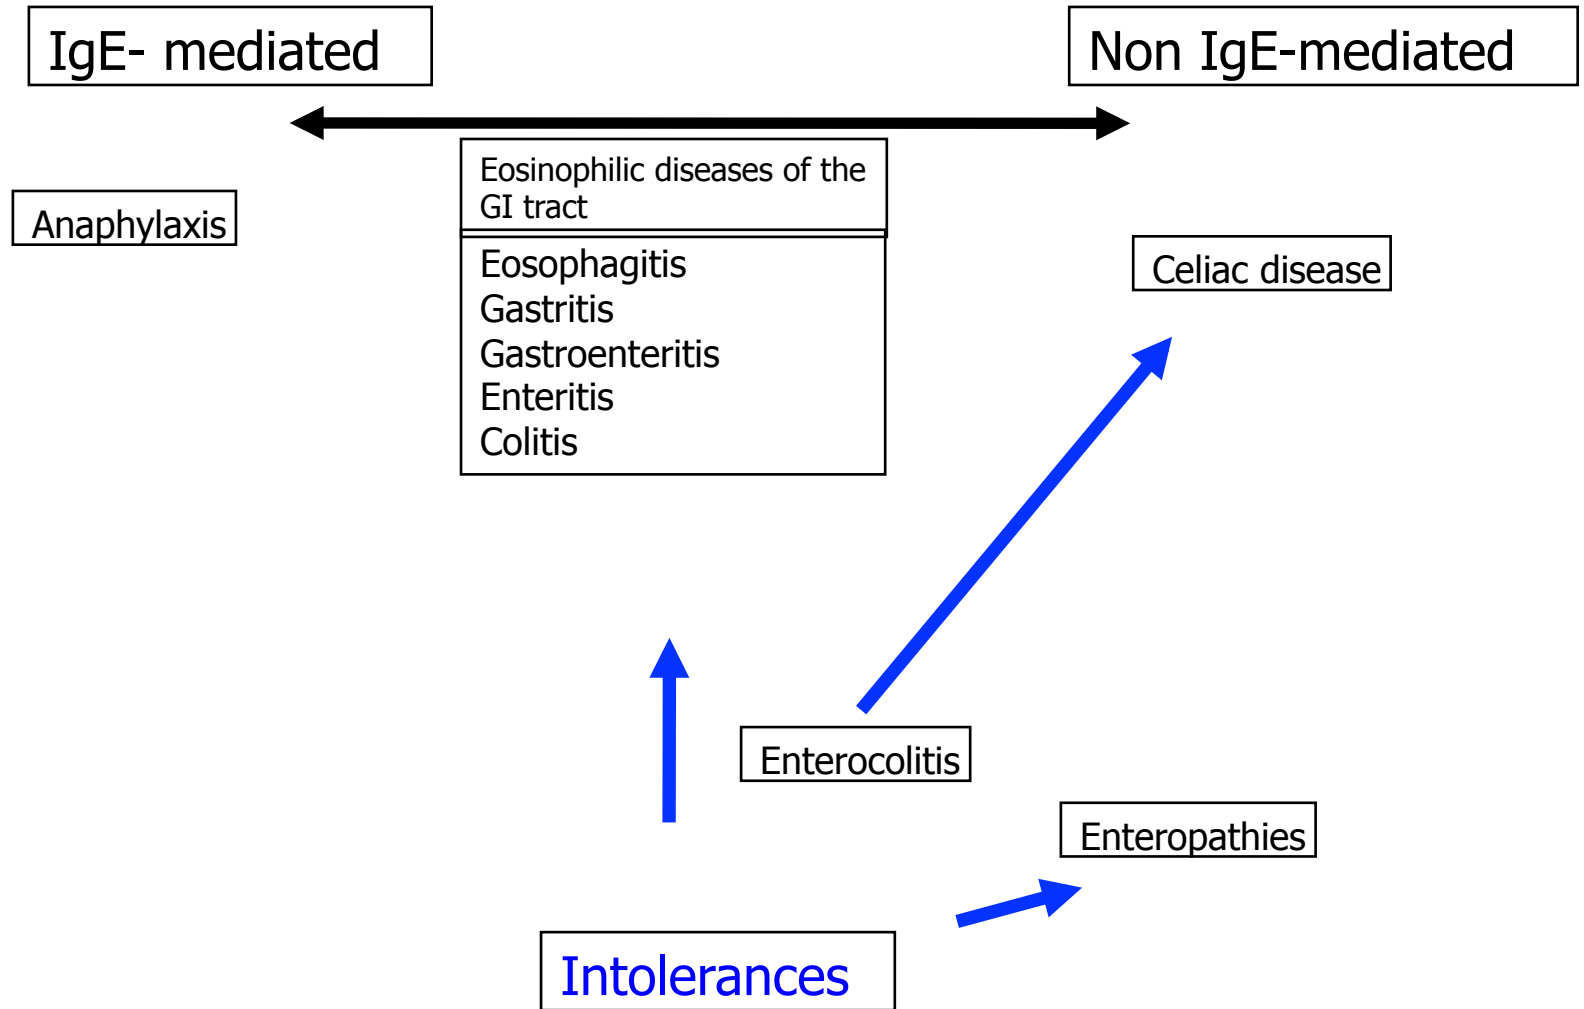 IgE- mediated
Non IgE-mediated
Eosinophilic diseases of the
GI tract
Anaphylaxis
Eosophagitis
Gastritis
Gastroenteritis
Enteritis
Colitis
Celiac disease
Enterocolitis
Enteropathies
Intolerances